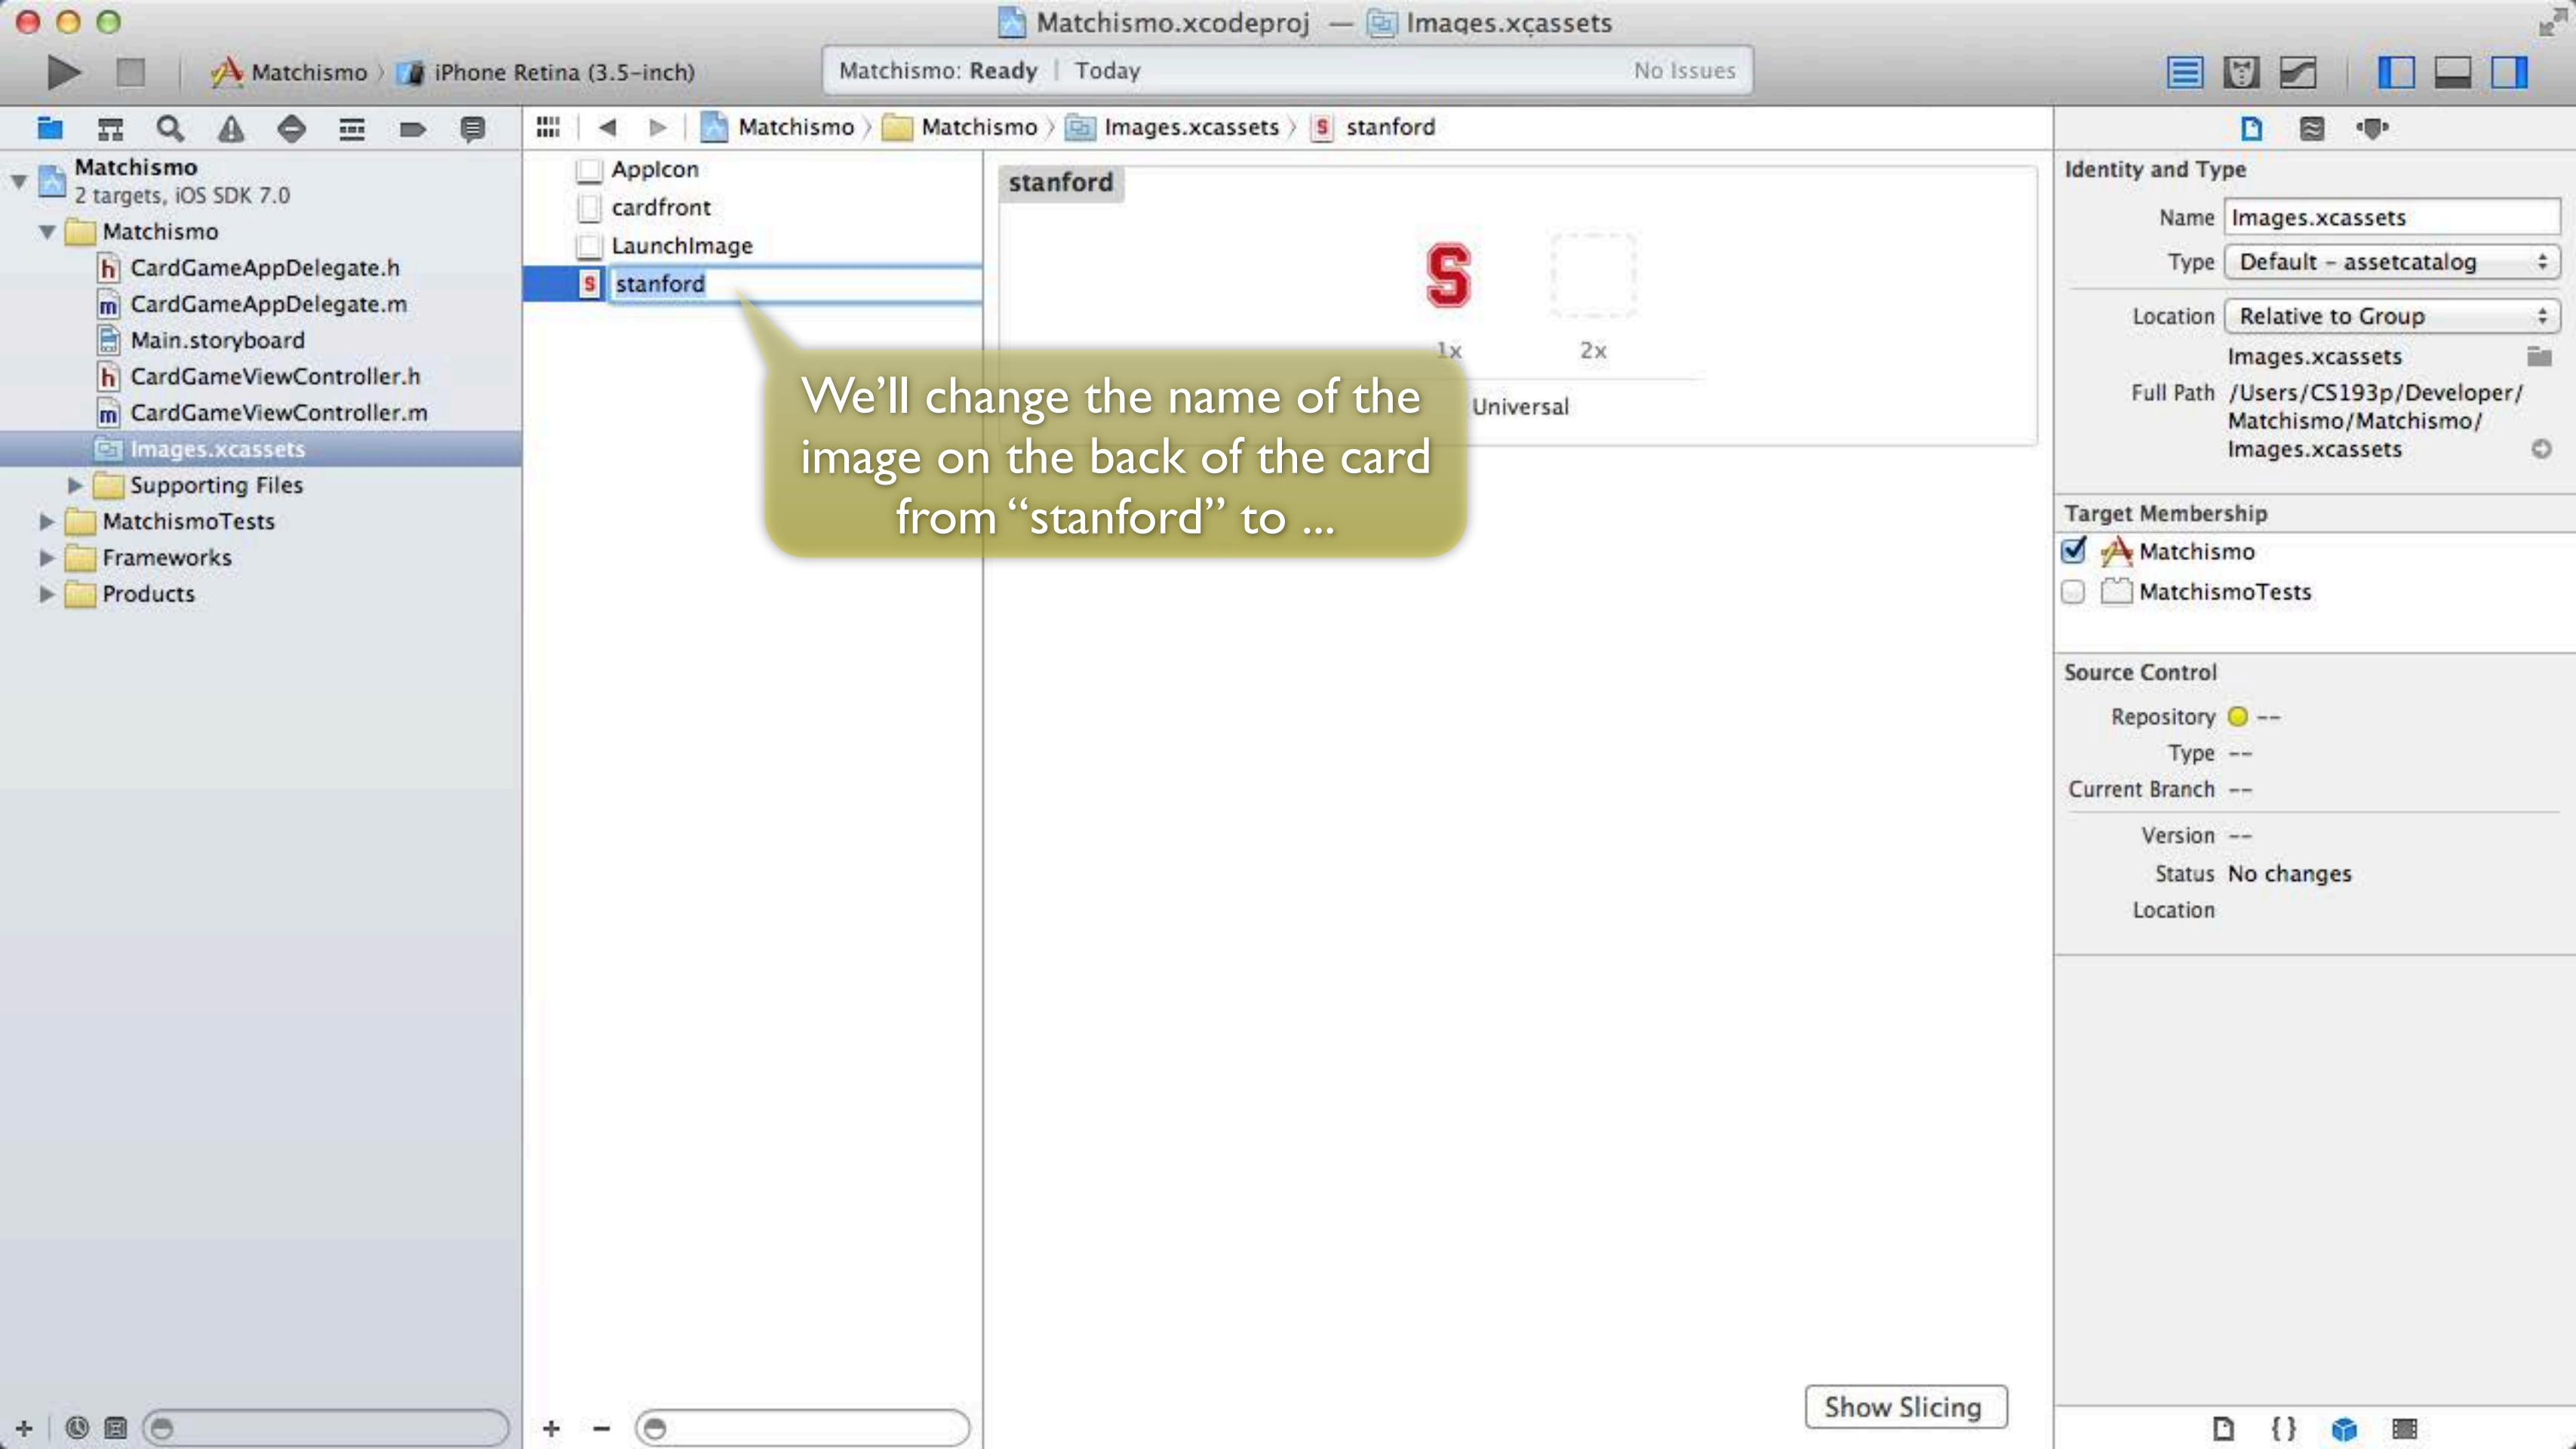 Matchismo.xcodeproj — Images.xcassets
Matchismo iPhone Retina (3.5-inch)
Matchismo: Ready | Today No Issues
Matchismo Matchismo Images.xcassets S stanford
Matchismo
2 targets, iOS SDK 7.0
Matchismo
h CardGameAppDelegate.h
m CardGameAppDelegate.m
Main.storyboard
h CardGameViewController.h
m CardGameViewController.m
Images.xcassets
Supporting Files
MatchismoTests
Frameworks
Products
AppIcon
cardfront
LaunchImage
S stanford
stanford
S
1x 2x
Universal
We’ll change the name of the
image on the back of the card
from “stanford” to ...
Show Slicing
Identity and Type
Name Images.xcassets
Type Default - assetcatalog
Location Relative to Group
Images.xcassets
Full Path /Users/CS193p/Developer/
Matchismo/Matchismo/
Images.xcassets
Target Membership
Matchismo
MatchismoTests
Source Control
Repository --
Type --
Current Branch --
Version --
Status No changes
Location
+ + − { }